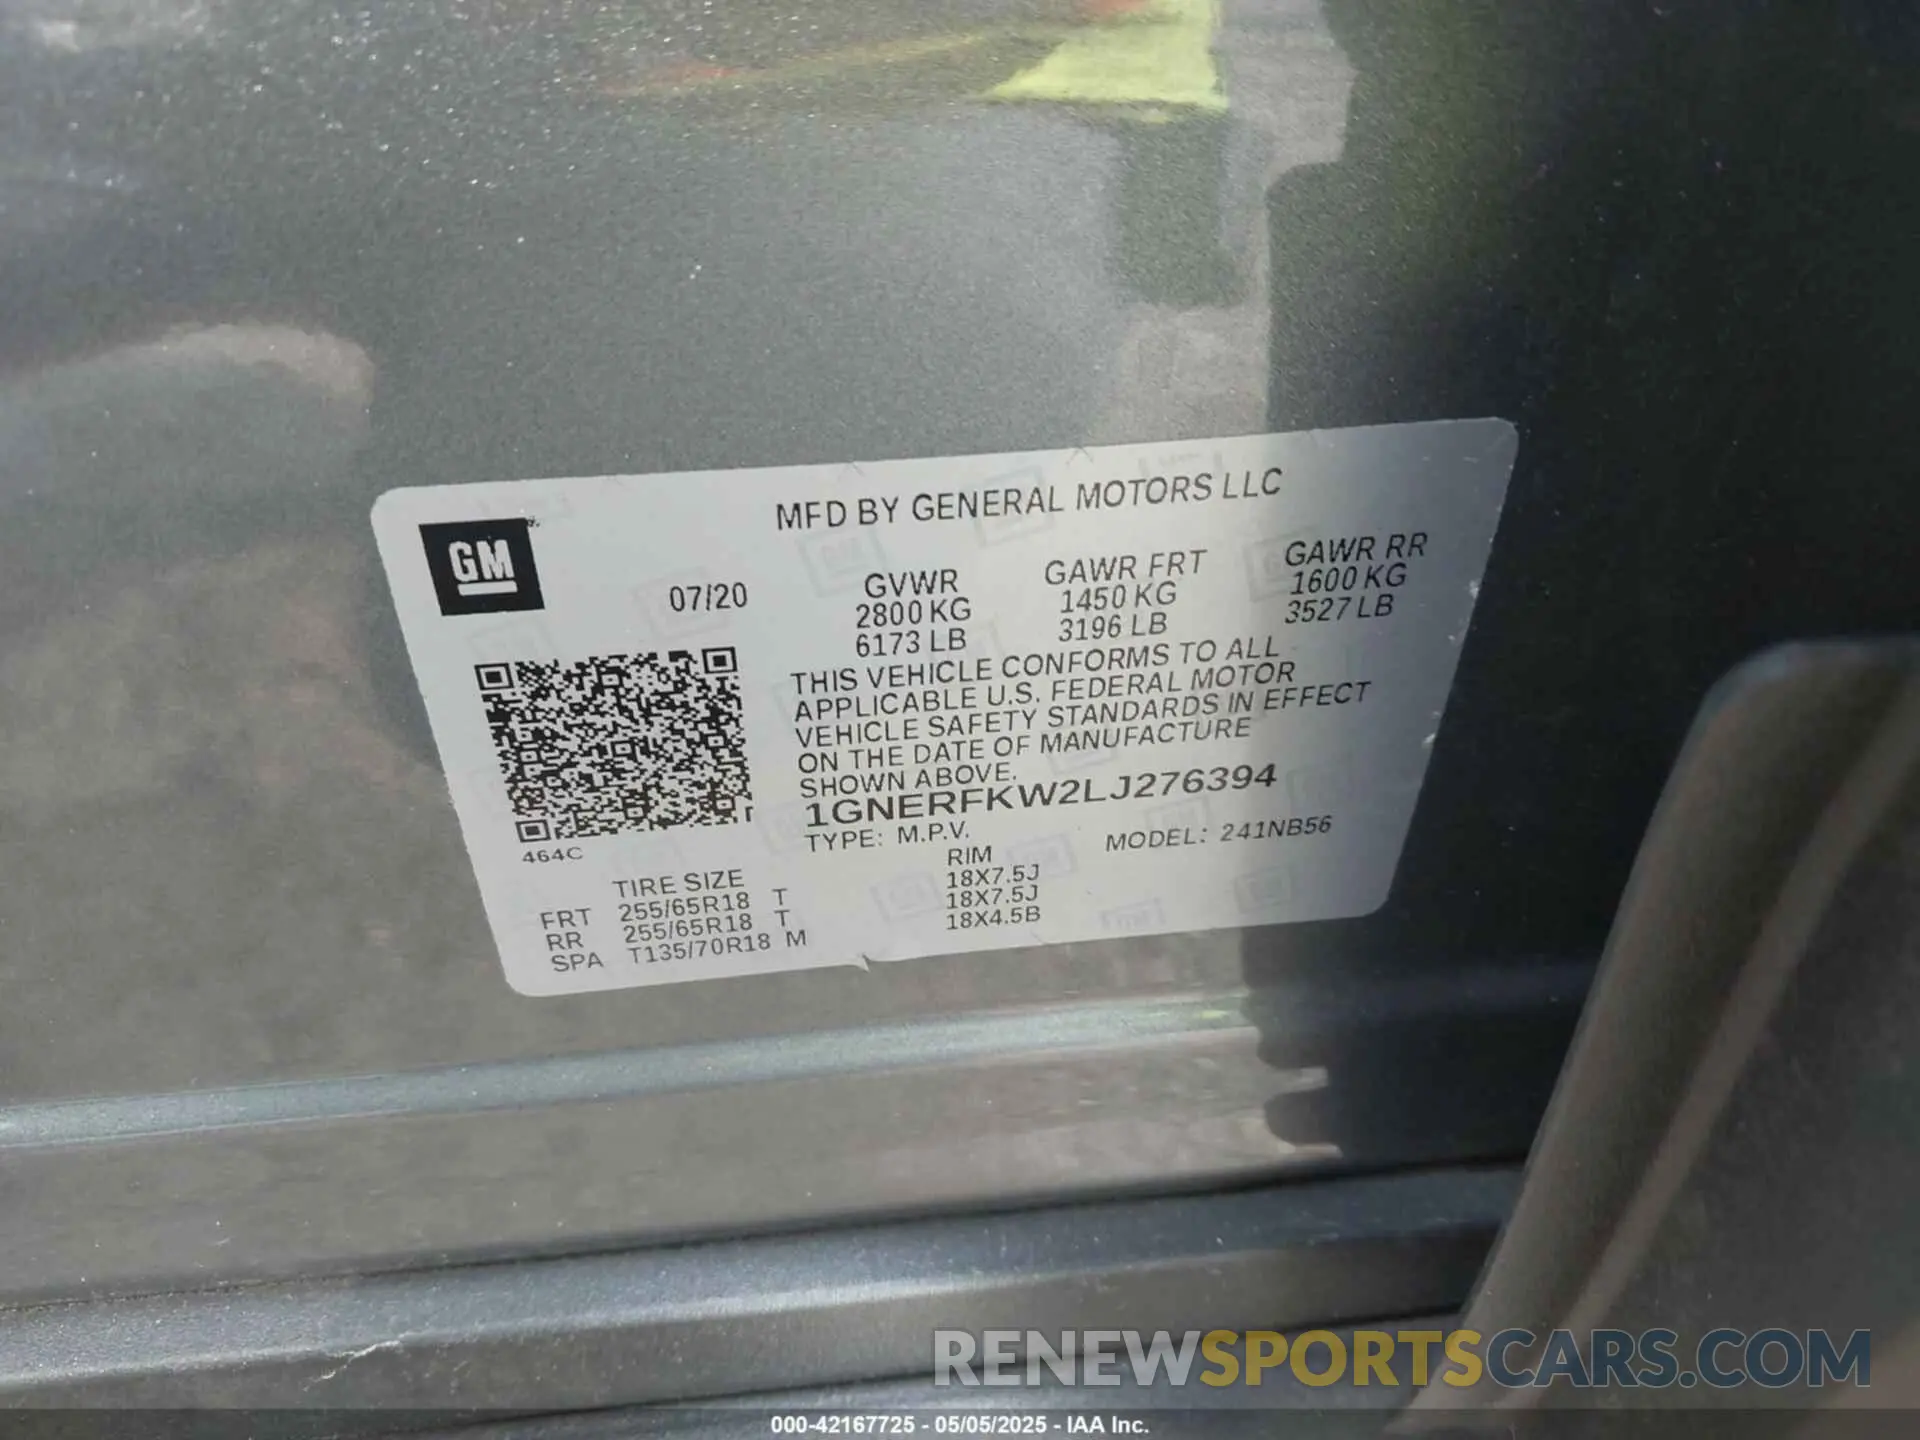 MFD BY GENERAL MOTORS LLC
GM
07/20
GVWR GAWR FRT GAWR RR
2800 KG 1450 KG 1600 KG
6173 LB 3196 LB 3527 LB
THIS VEHICLE CONFORMS TO ALL
APPLICABLE U.S. FEDERAL MOTOR
VEHICLE SAFETY STANDARDS IN EFFECT
ON THE DATE OF MANUFACTURE
SHOWN ABOVE.
1GNERFKW2LJ276394
TYPE: M.P.V. MODEL: 241NB56
464C
TIRE SIZE RIM
FRT 255/65R18 T 18X7.5J
RR 255/65R18 T 18X7.5J
SPA T135/70R18 M 18X4.5B
RENEWSPORTSCARS.COM
000-42167725 - 05/05/2025 - IAA Inc.